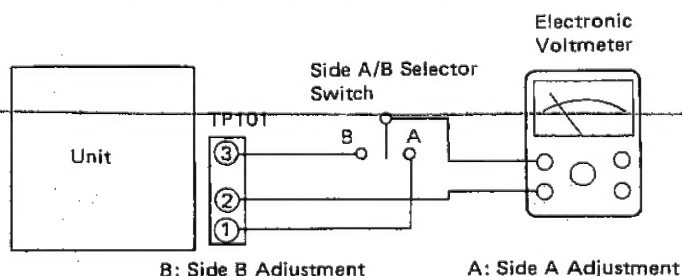 Electronic
Voltmeter
Side A/B Selector
Switch
TP101
B
A
Unit
3
2
1
B: Side B Adjustment
A: Side A Adjustment